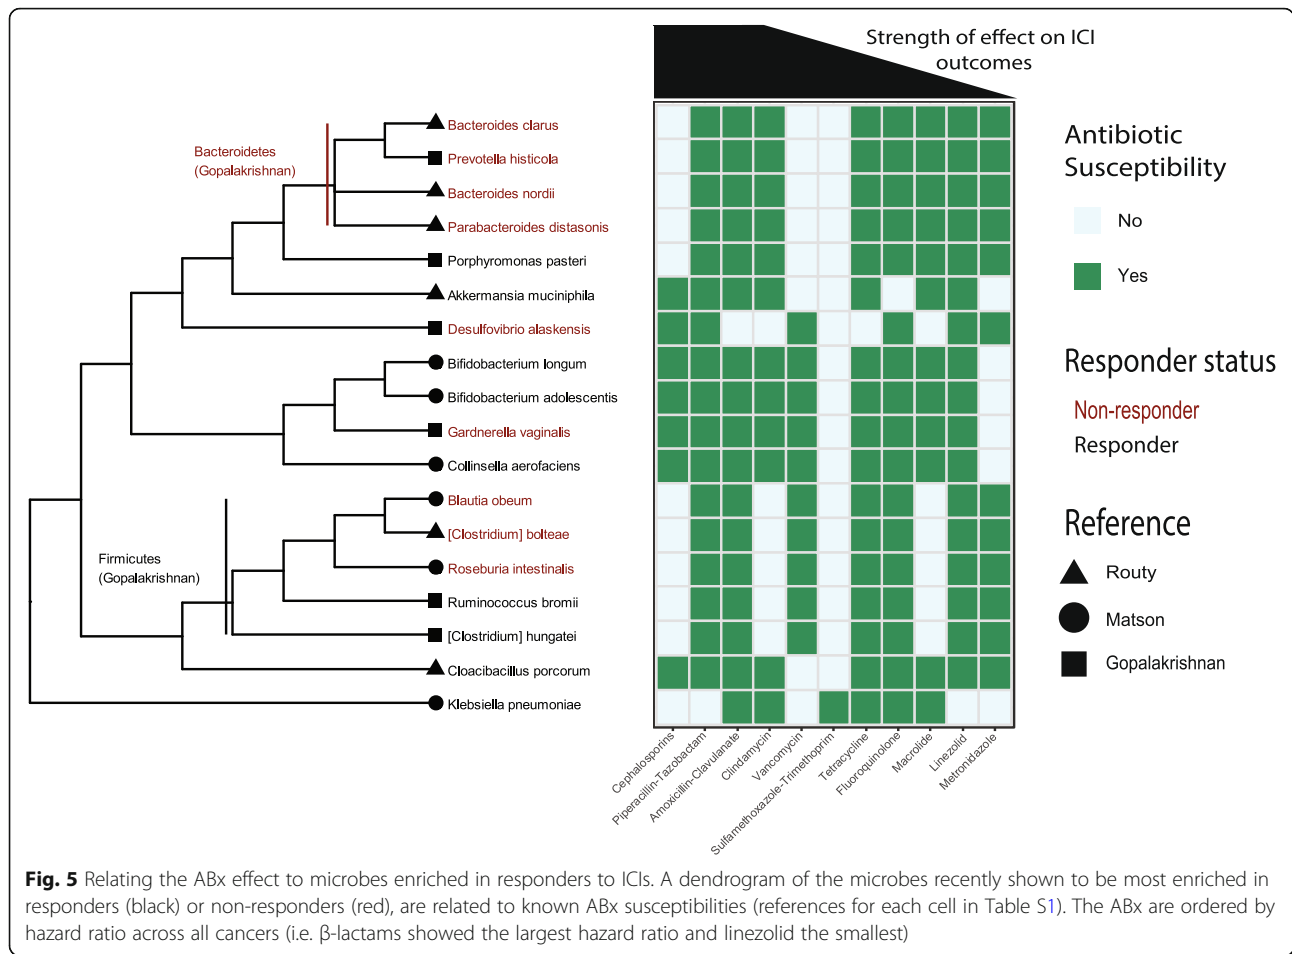 Strength of effect on ICI
outcomes
Bacteroidetes
(Gopalakrishnan)
Bacteroides clarus
Prevotella histicola
Bacteroides nordii
Parabacteroides distasonis
Porphyromonas pasteri
Akkermansia muciniphila
Desulfovibrio alaskensis
Bifidobacterium longum
Bifidobacterium adolescentis
Gardnerella vaginalis
Collinsella aerofaciens
Blautia obeum
[Clostridium] bolteae
Firmicutes
(Gopalakrishnan)
Roseburia intestinalis
Ruminococcus bromii
[Clostridium] hungatei
Cloacibacillus porcorum
Klebsiella pneumoniae
Cephalosporins
Piperacillin-Tazobactam
Amoxicillin-Clavulanate
Clindamycin
Vancomycin
Sulfamethoxazole-Trimethoprim
Tetracycline
Fluoroquinolone
Macrolide
Linezolid
Metronidazole
Antibiotic
Susceptibility
No
Yes
Responder status
Non-responder
Responder
Reference
Routy
Matson
Gopalakrishnan
Fig. 5 Relating the ABx effect to microbes enriched in responders to ICIs. A dendrogram of the microbes recently shown to be most enriched in
responders (black) or non-responders (red), are related to known ABx susceptibilities (references for each cell in Table S1). The ABx are ordered by
hazard ratio across all cancers (i.e. β-lactams showed the largest hazard ratio and linezolid the smallest)